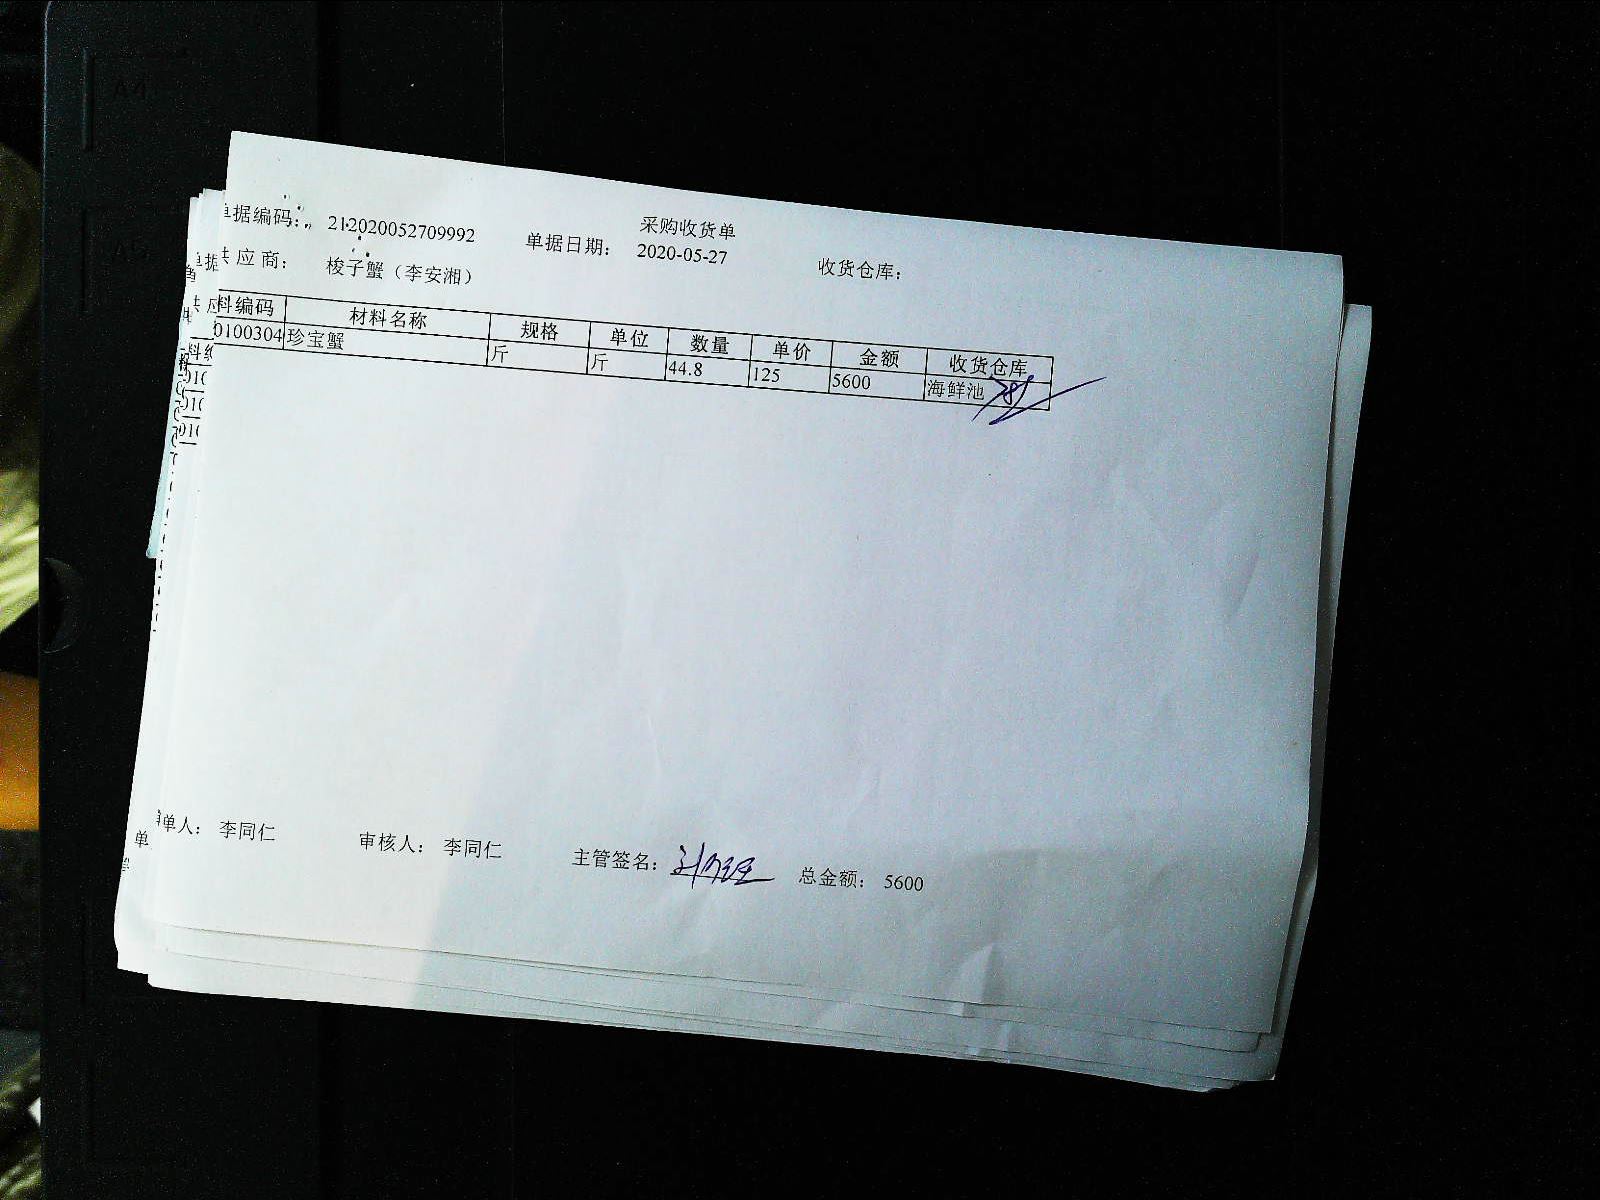 采购收货单
单据编码： 212020052709992 单据日期： 2020-05-27 收货仓库：
共 应 商： 梭子蟹（李安湘）
料编码 材料名称 规格 单位 数量 单价 金额 收货仓库
0100304 珍宝蟹 斤 斤 44.8 125 5600 海鲜池
单人： 李同仁 审核人： 李同仁 主管签名： 总金额： 5600